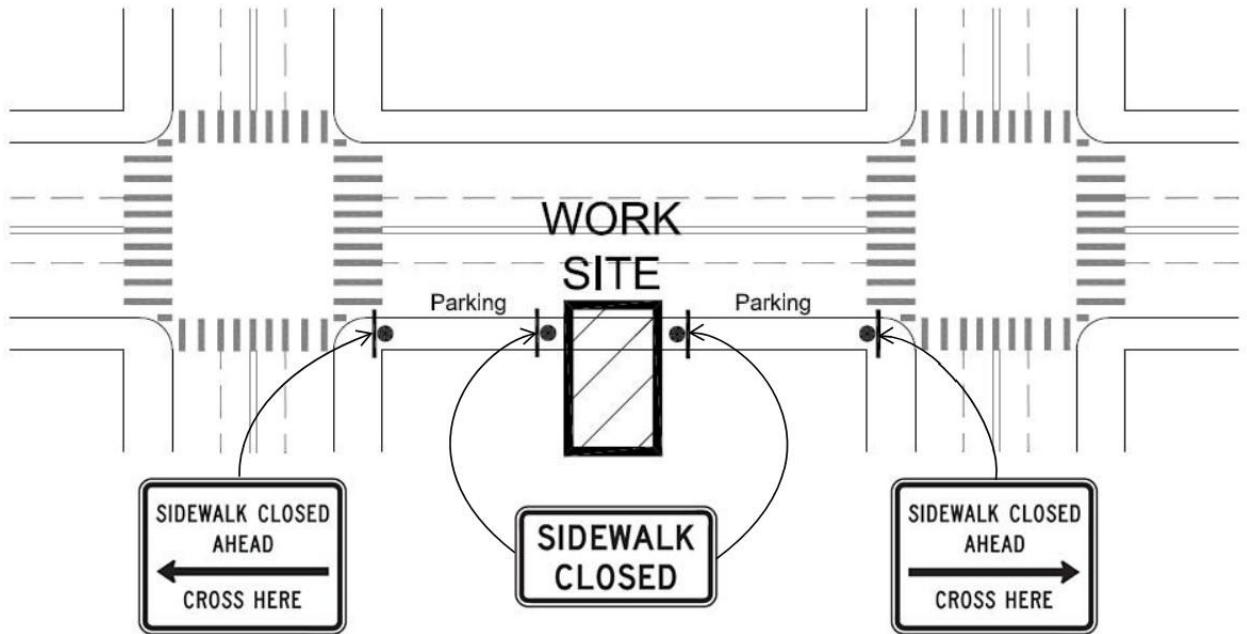 WORK
SITE
Parking
Parking
SIDEWALK CLOSED
AHEAD
CROSS HERE
SIDEWALK
CLOSED
SIDEWALK CLOSED
AHEAD
CROSS HERE